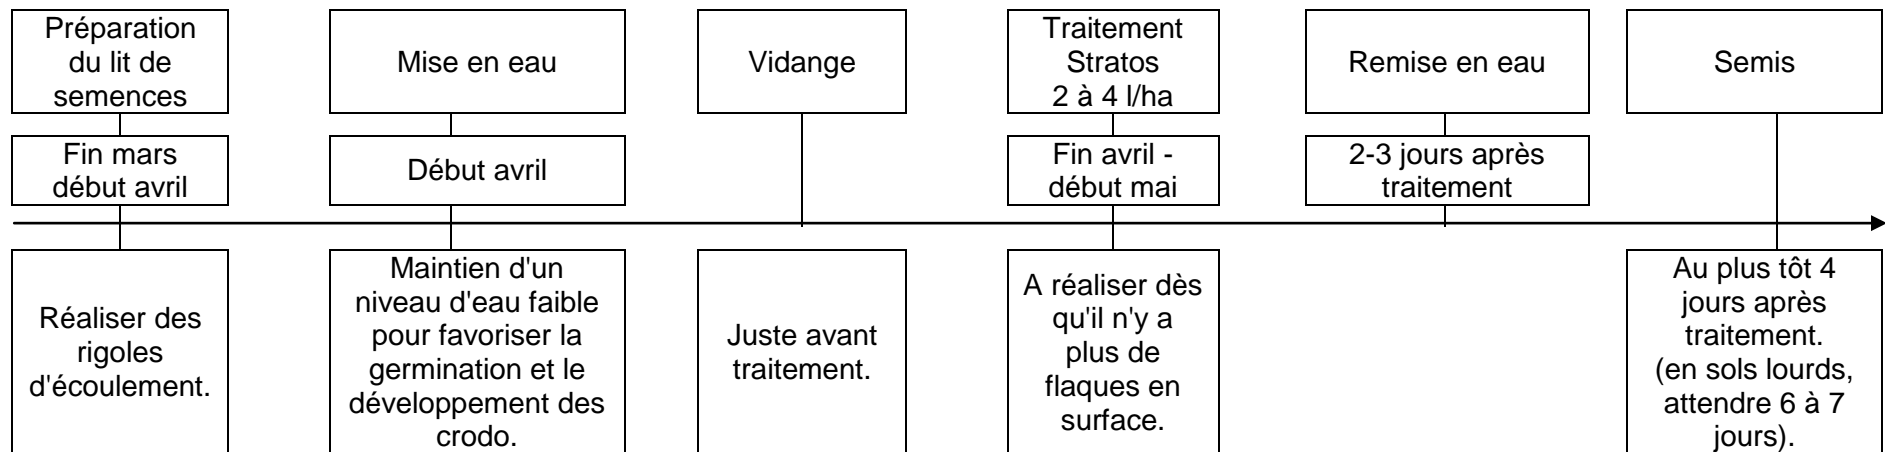 Préparation
du lit de
semences
Mise en eau
Vidange
Traitement
Stratos
2 à 4 l/ha
Remise en eau
Semis
Fin mars
début avril
Début avril
Fin avril -
début mai
2-3 jours après
traitement
Réaliser des
rigoles
d'écoulement.
Maintien d'un
niveau d'eau faible
pour favoriser la
germination et le
développement des
crodo.
Juste avant
traitement.
A réaliser dès
qu'il n'y a
plus de
flaques en
surface.
Au plus tôt 4
jours après
traitement.
(en sols lourds,
attendre 6 à 7
jours).